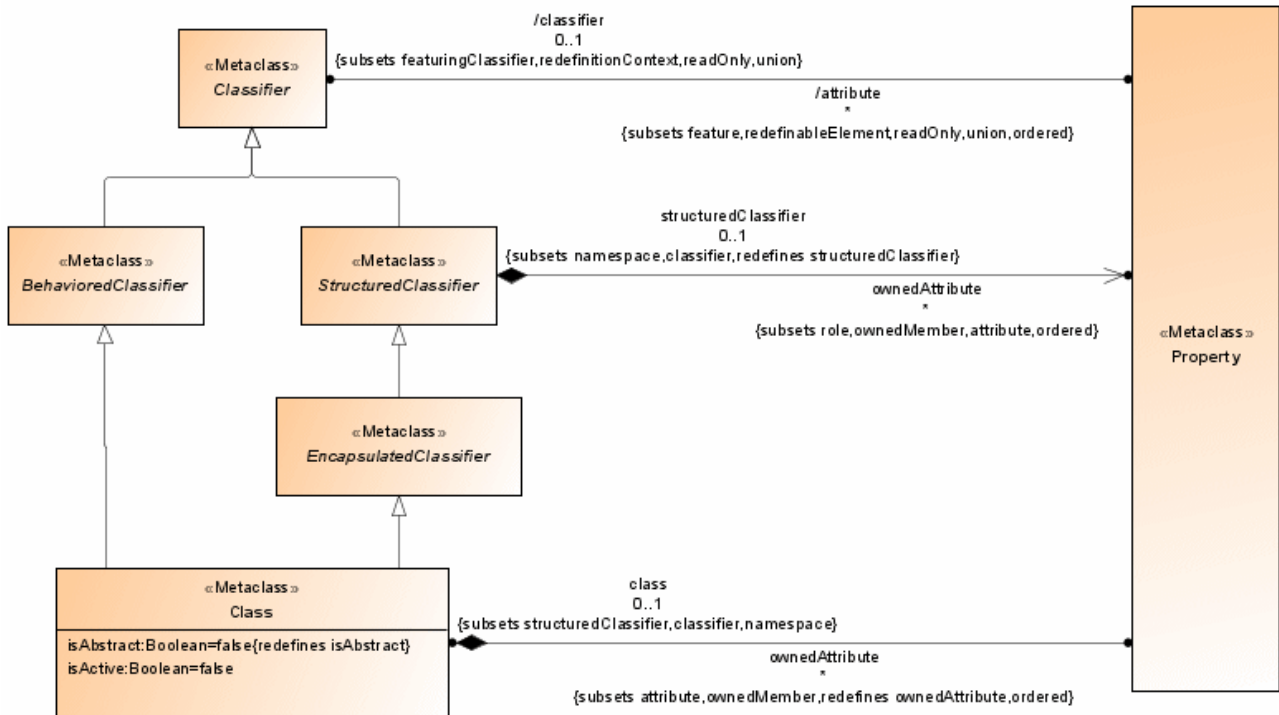 /classifier
0..1
{subsets featuringClassifier,redefinitionContext,readOnly,union}
«Metaclass»
Classifier
/attribute
*
{subsets feature,redefinableElement,readOnly,union,ordered}
structuredClassifier
0..1
{subsets namespace,classifier,redefines structuredClassifier}
«Metaclass»
BehavioredClassifier
«Metaclass»
StructuredClassifier
ownedAttribute
*
{subsets role,ownedMember,attribute,ordered}
«Metaclass»
Property
«Metaclass»
EncapsulatedClassifier
«Metaclass»
Class
isAbstract:Boolean=false{redefines isAbstract}
isActive:Boolean=false
class
0..1
{subsets structuredClassifier,classifier,namespace}
ownedAttribute
*
{subsets attribute,ownedMember,redefines ownedAttribute,ordered}